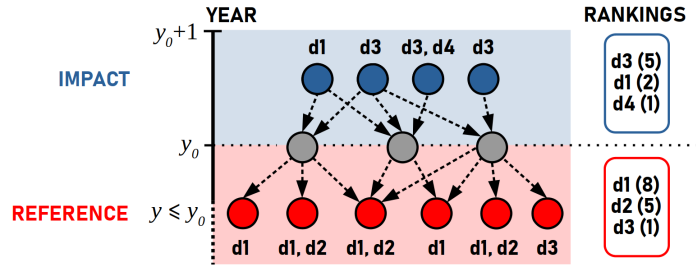 YEAR
RANKINGS
y₀+1
d1 d3 d3, d4 d3
IMPACT
d3 (5)
d1 (2)
d4 (1)
y₀
REFERENCE
y ⩽ y₀
d1 (8)
d2 (5)
d3 (1)
d1 d1, d2 d1, d2 d1 d1, d2 d3